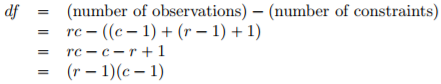 df = (number of observations) − (number of constraints)
= rc − ((c − 1) + (r − 1) + 1)
= rc − c − r + 1
= (r − 1)(c − 1)